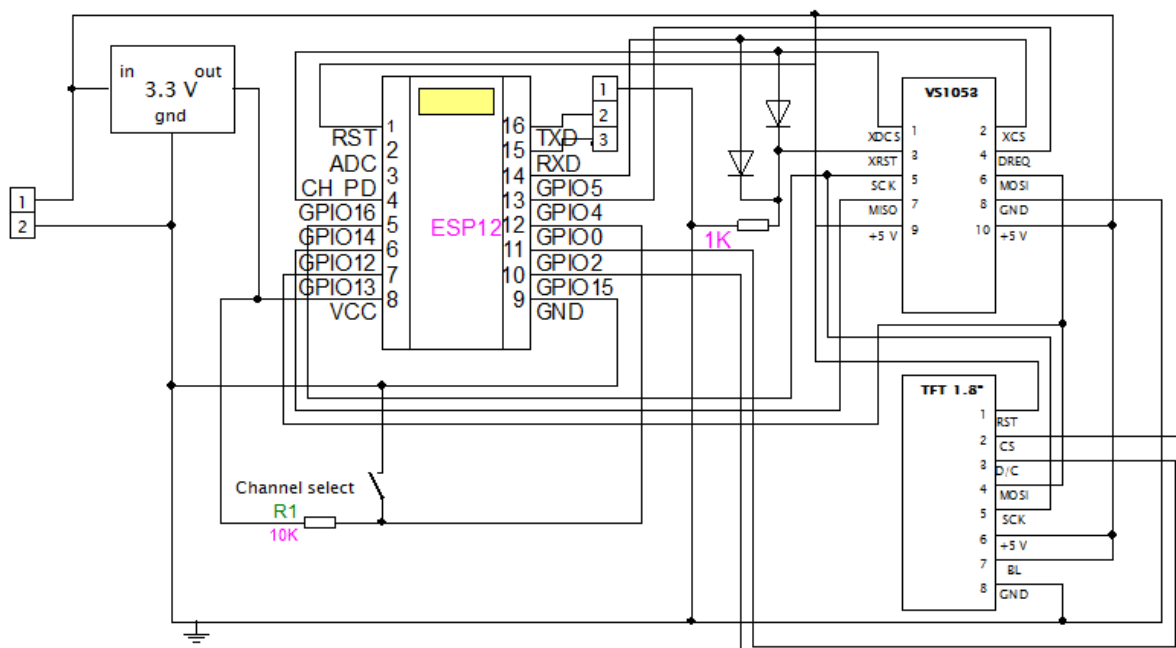 in out
3.3 V
gnd
1
2
ESP12
1
2
3
4
5
6
7
8
RST
ADC
CH PD
GPIO16
GPIO14
GPIO12
GPIO13
VCC
16
15
14
13
12
11
10
9
TXD
RXD
GPIO5
GPIO4
GPIO0
GPIO2
GPIO15
GND
1
2
3
1K
VS1053
1 2
XDCS XCS
3 4
XRST DREQ
5 6
SCK MOSI
7 8
MISO GND
9 10
+5 V +5 V
TFT 1.8"
1
RST
2
CS
3
D/C
4
MOSI
5
SCK
6
+5 V
7
BL
8
GND
Channel select
R1
10K